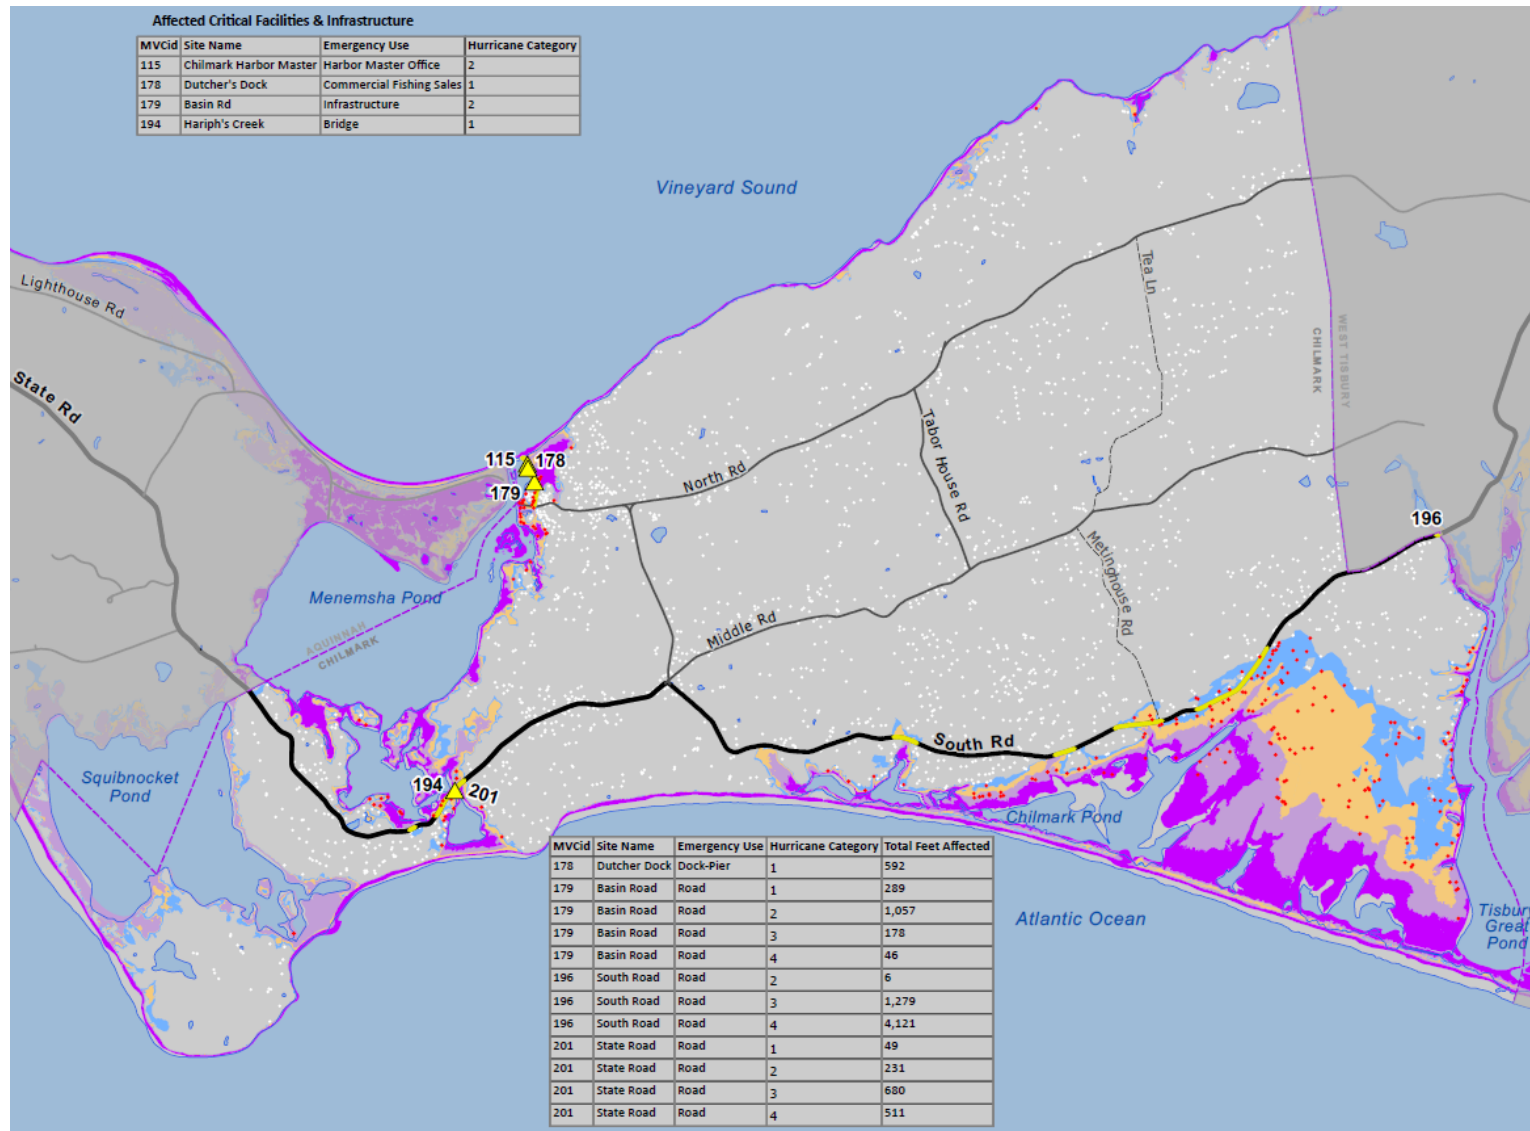 Affected Critical Facilities & Infrastructure
MVCid Site Name Emergency Use Hurricane Category
115 Chilmark Harbor Master Harbor Master Office 2
178 Dutcher's Dock Commercial Fishing Sales 1
179 Basin Rd Infrastructure 2
194 Hariph's Creek Bridge 1
Vineyard Sound
Lighthouse Rd
State Rd
Tea Ln
CHILMARK
WEST TISBURY
115
178
179
North Rd
Tabor House Rd
196
Metinghouse Rd
Menemsha Pond
AQUINNAH
CHILMARK
Middle Rd
South Rd
Squibnocket
Pond
194
201
Chilmark Pond
Atlantic Ocean
Tisbury
Great
Pond
MVCid Site Name Emergency Use Hurricane Category Total Feet Affected
178 Dutcher Dock Dock-Pier 1 592
179 Basin Road Road 1 289
179 Basin Road Road 2 1,057
179 Basin Road Road 3 178
179 Basin Road Road 4 46
196 South Road Road 2 6
196 South Road Road 3 1,279
196 South Road Road 4 4,121
201 State Road Road 1 49
201 State Road Road 2 231
201 State Road Road 3 680
201 State Road Road 4 511